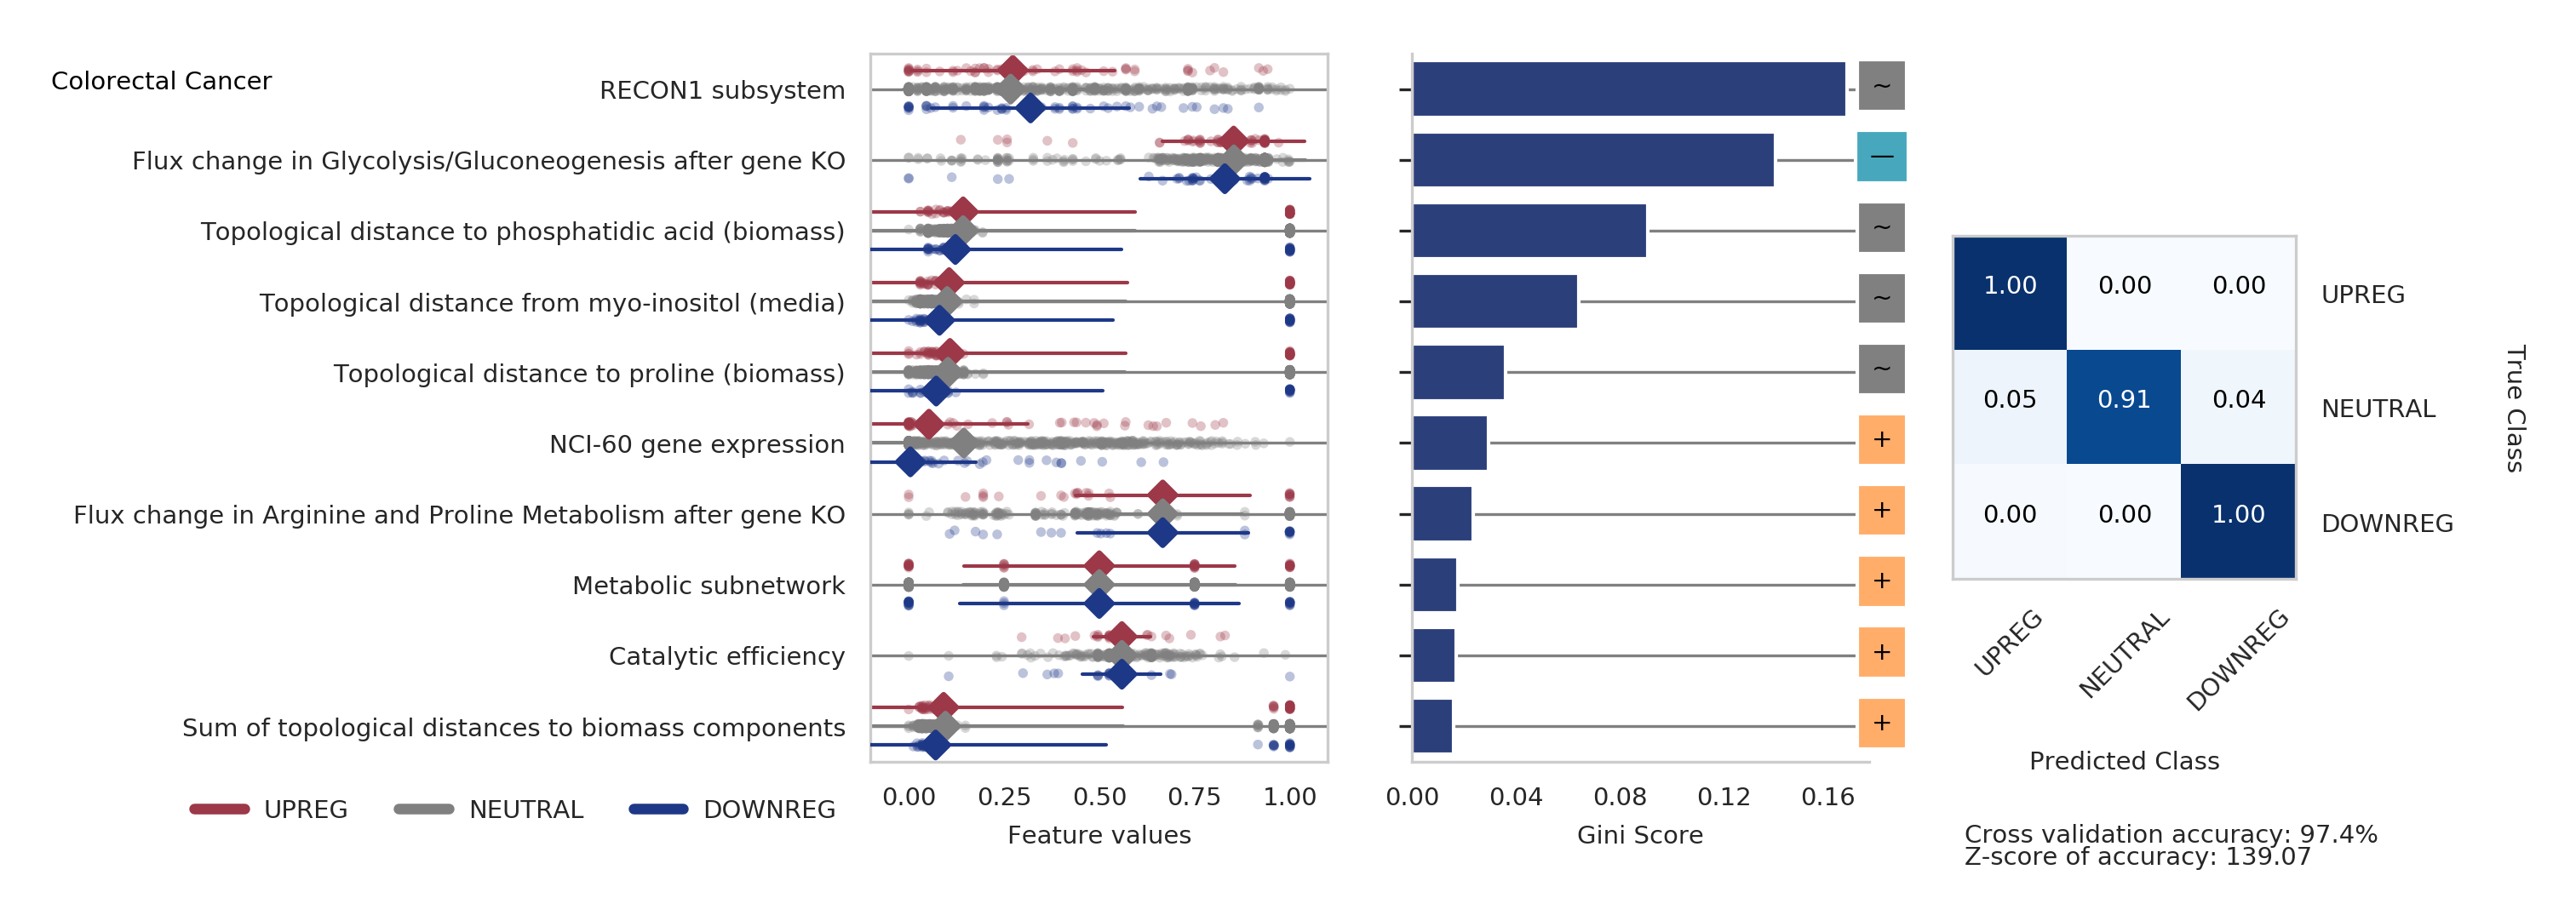 Colorectal Cancer
RECON1 subsystem
Flux change in Glycolysis/Gluconeogenesis after gene KO
Topological distance to phosphatidic acid (biomass)
Topological distance from myo-inositol (media)
Topological distance to proline (biomass)
NCI-60 gene expression
Flux change in Arginine and Proline Metabolism after gene KO
Metabolic subnetwork
Catalytic efficiency
Sum of topological distances to biomass components
UPREG NEUTRAL DOWNREG
0.00 0.25 0.50 0.75 1.00
Feature values
~
—
~
~
~
+
+
+
+
+
0.00 0.04 0.08 0.12 0.16
Gini Score
1.00 0.00 0.00 UPREG
0.05 0.91 0.04 NEUTRAL
0.00 0.00 1.00 DOWNREG
True Class
UPREG NEUTRAL DOWNREG
Predicted Class
Cross validation accuracy: 97.4%
Z-score of accuracy: 139.07